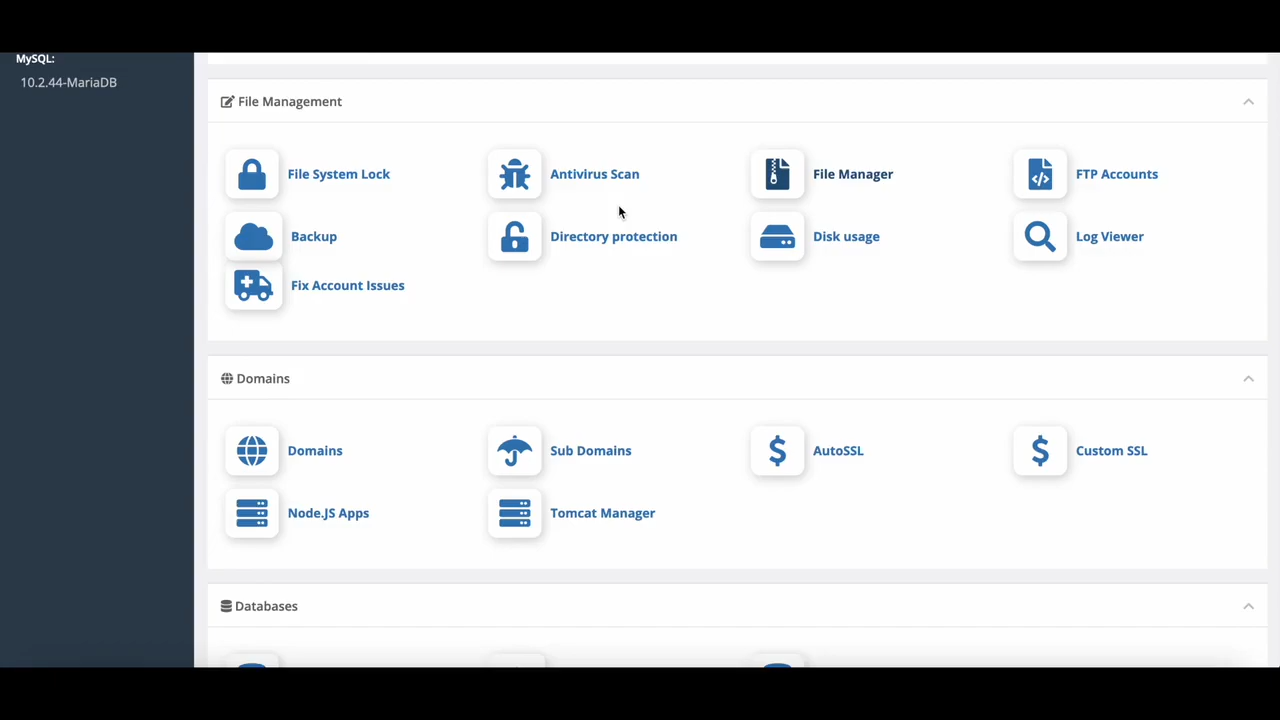 MySQL:
10.2.44-MariaDB
File Management
File System Lock
Antivirus Scan
File Manager
FTP Accounts
Backup
Directory protection
Disk usage
Log Viewer
Fix Account Issues
Domains
Domains
Sub Domains
AutoSSL
Custom SSL
Node.JS Apps
Tomcat Manager
Databases